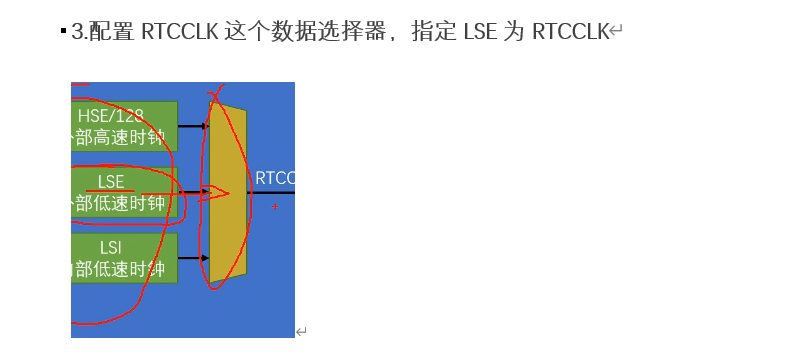 3.配置 RTCCLK 这个数据选择器，指定 LSE 为 RTCCLK
HSE/128
部高速时钟
LSE
部低速时钟
RTCC
LSI
部低速时钟